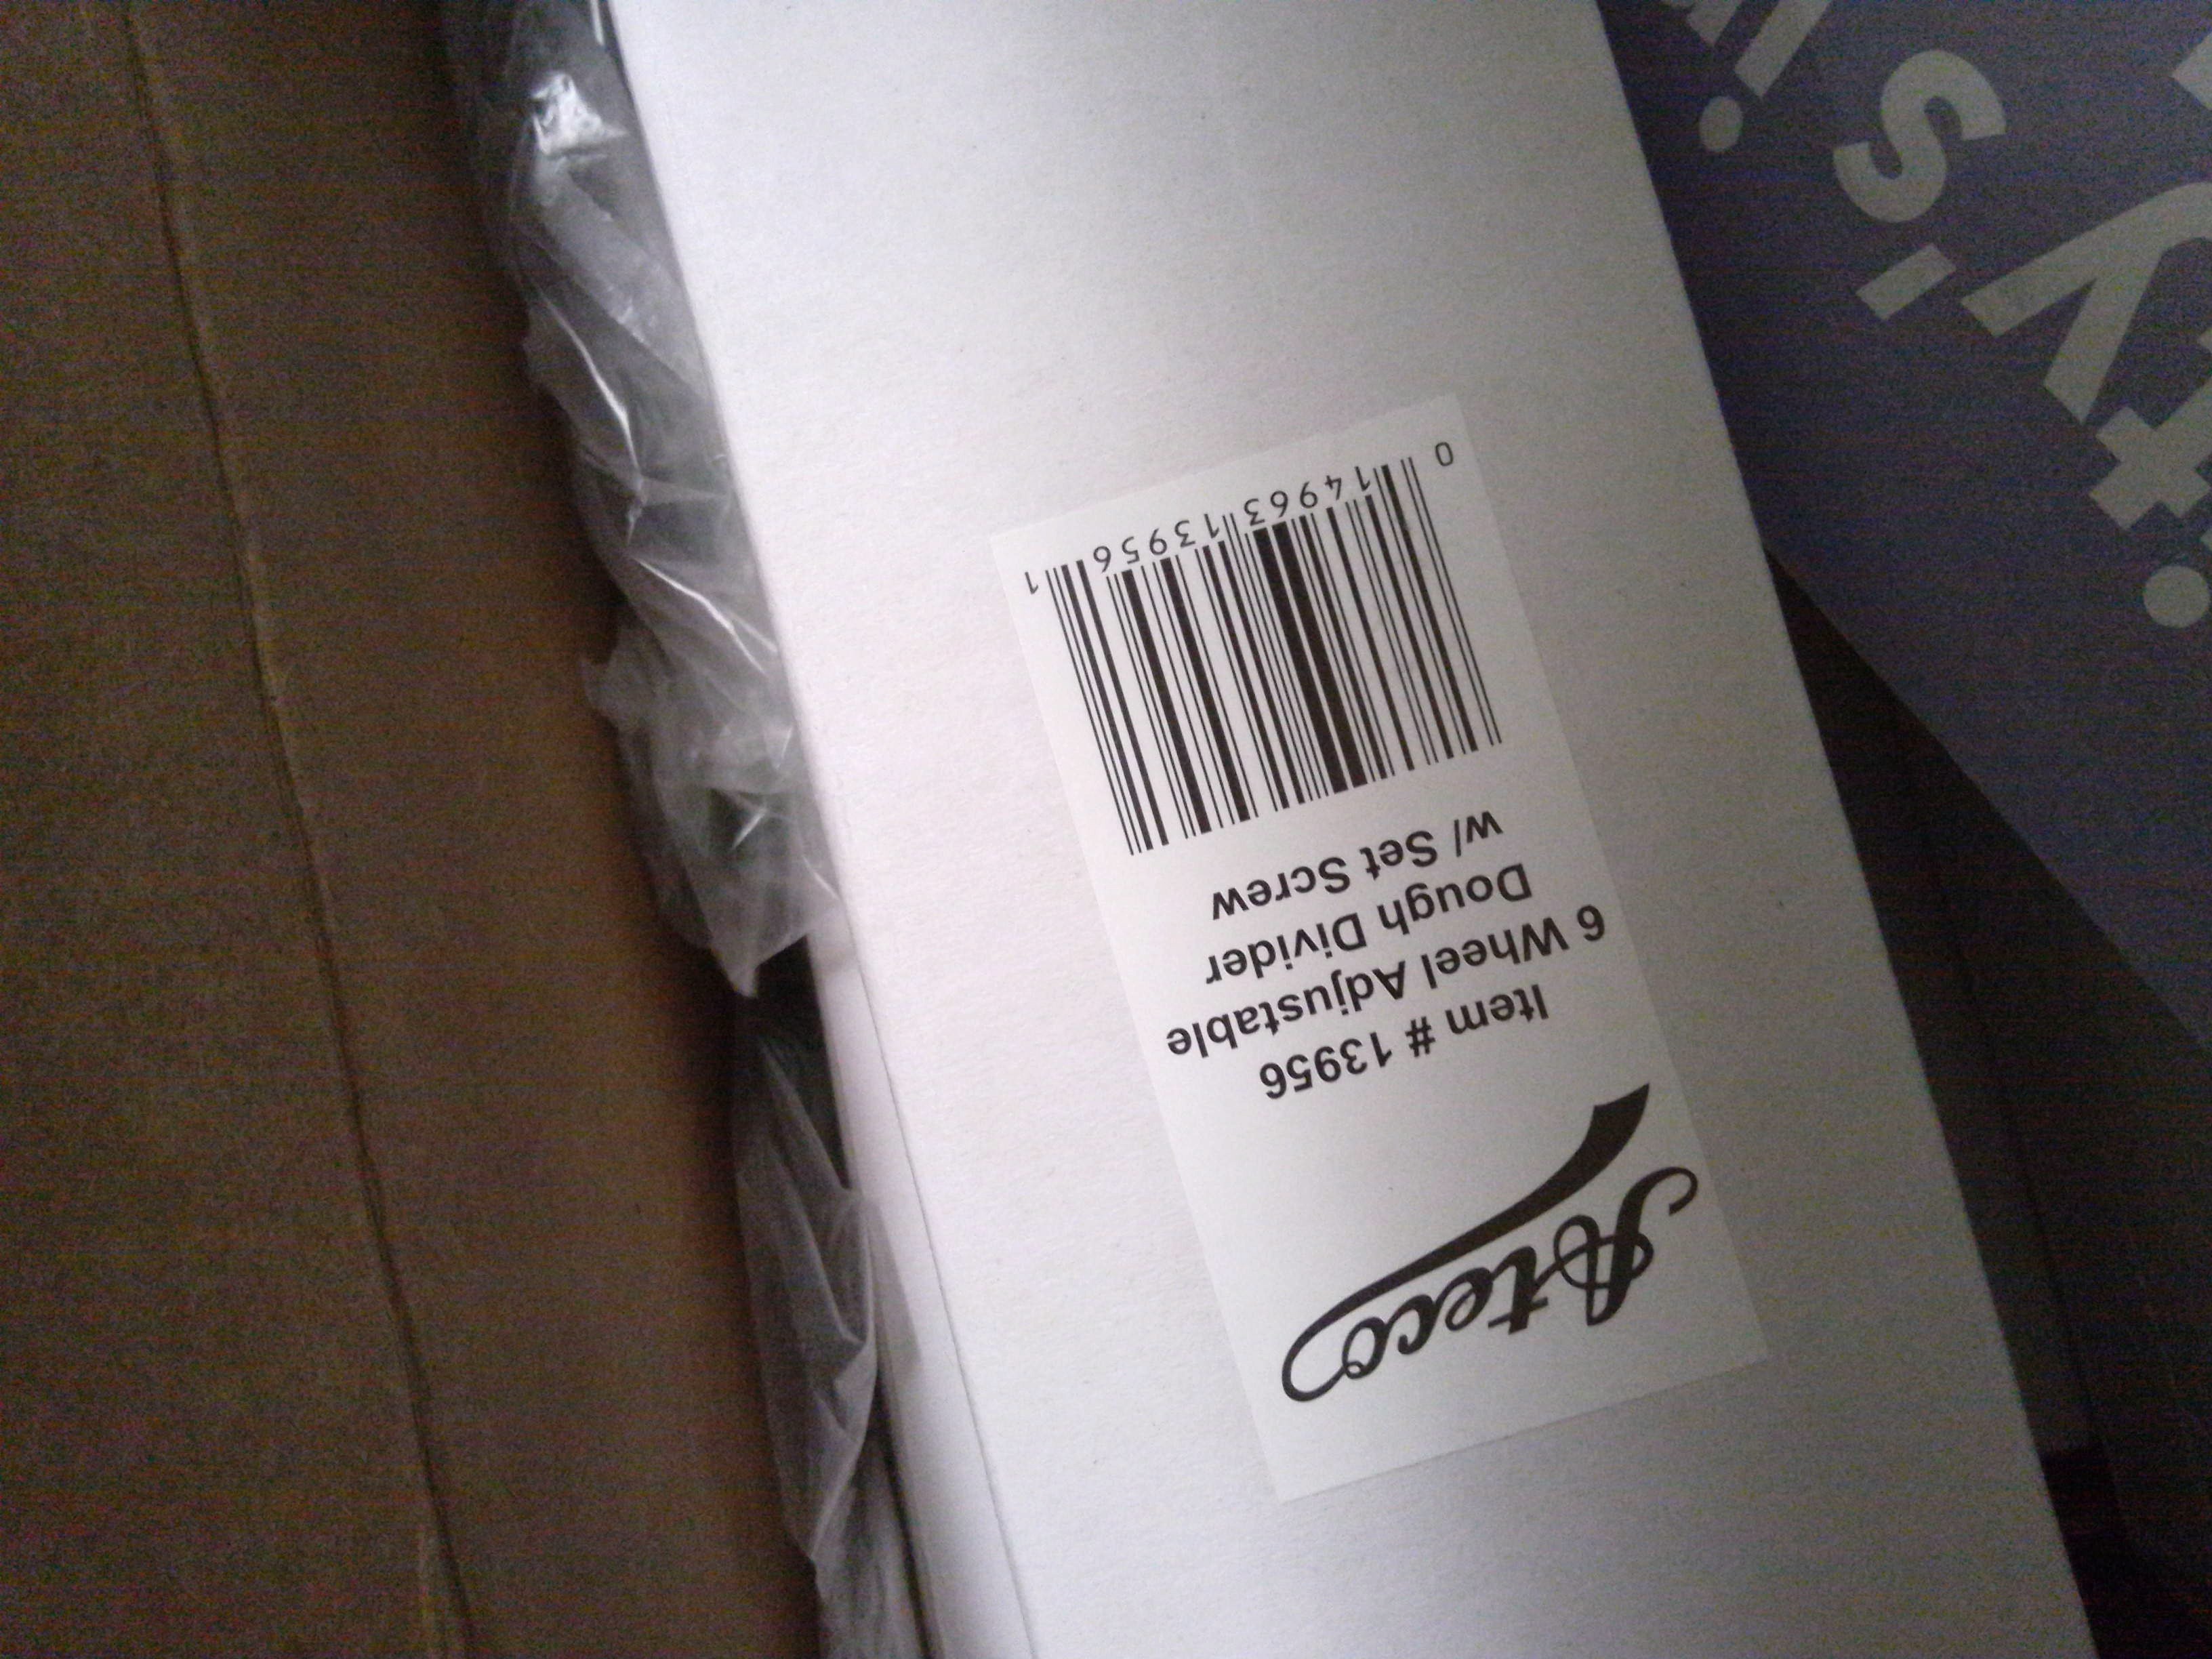 Ateco
Item # 13956
6 Wheel Adjustable
Dough Divider
w/ Set Screw
0 14963 13956 1